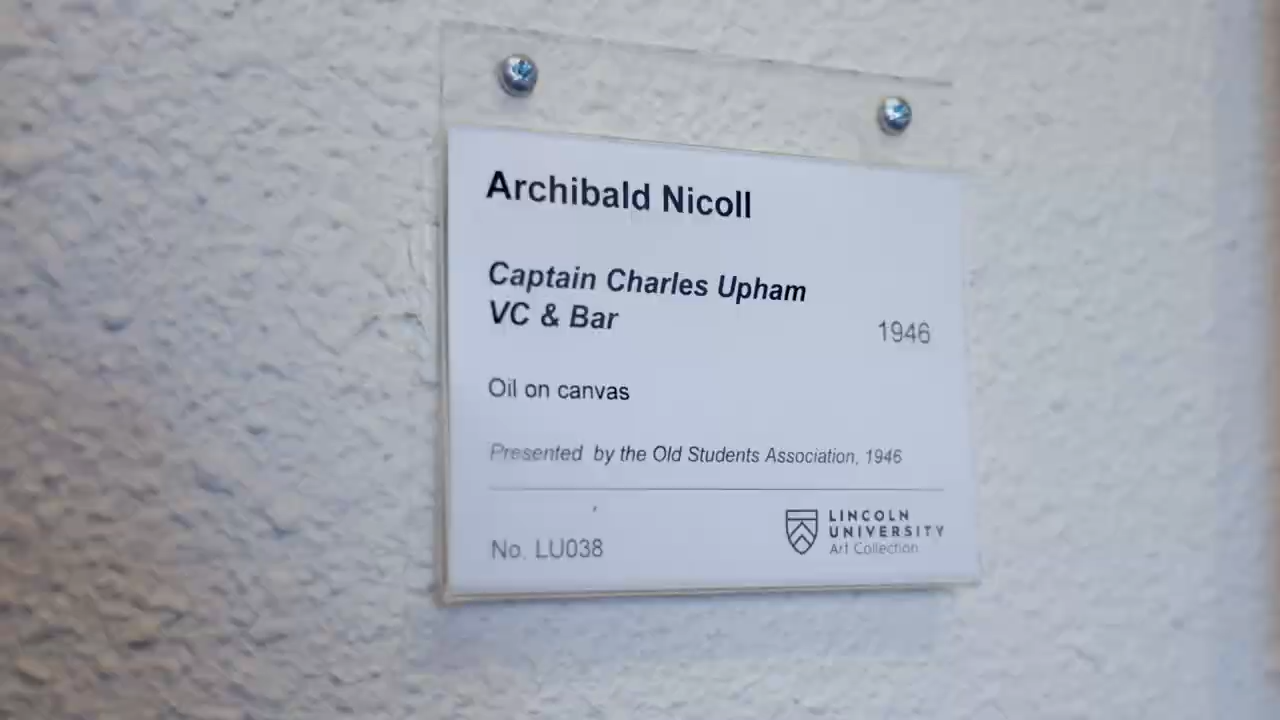 Archibald Nicoll
Captain Charles Upham
VC & Bar
1946
Oil on canvas
Presented by the Old Students Association, 1946
No. LU038
LINCOLN
UNIVERSITY
Art Collection